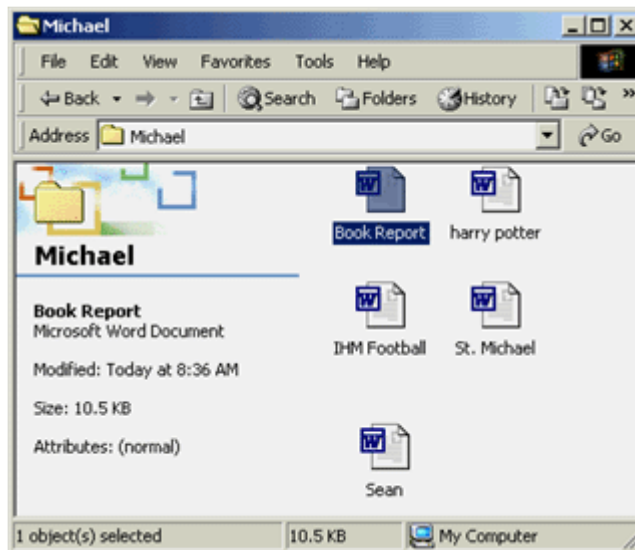 Michael
File Edit View Favorites Tools Help
Back Search Folders History »
Address Michael Go
Michael
Book Report
Microsoft Word Document
Modified: Today at 8:36 AM
Size: 10.5 KB
Attributes: (normal)
Book Report harry potter
IHM Football St. Michael
Sean
1 object(s) selected 10.5 KB My Computer